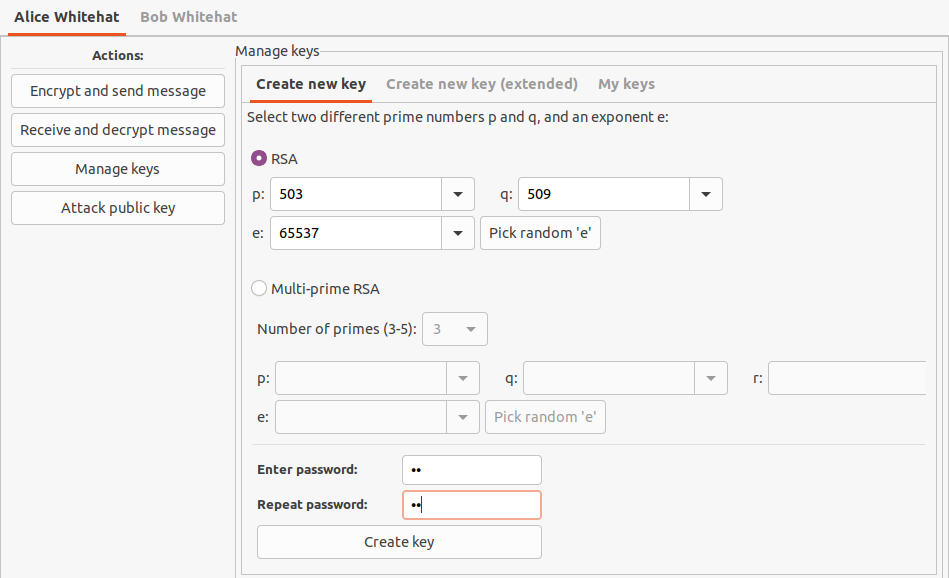 Alice Whitehat Bob Whitehat
Actions:
Encrypt and send message
Receive and decrypt message
Manage keys
Attack public key
Manage keys
Create new key Create new key (extended) My keys
Select two different prime numbers p and q, and an exponent e:
RSA
p: 503 q: 509
e: 65537 Pick random 'e'
Multi-prime RSA
Number of primes (3-5): 3
p: q: r:
e: Pick random 'e'
Enter password: ••
Repeat password: ••
Create key